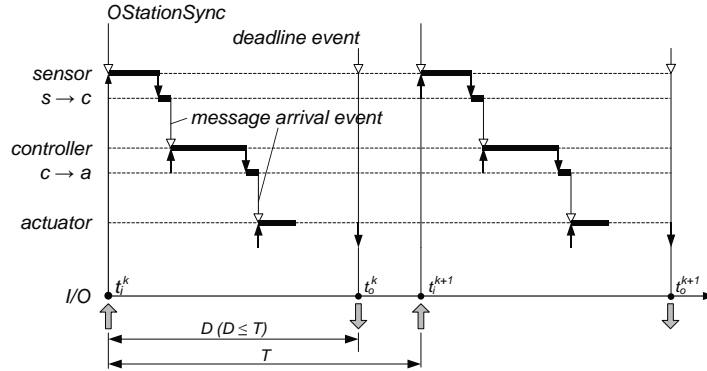 OStationSync
deadline event
sensor
s → c
message arrival event
controller
c → a
actuator
I/O
t_i^k
t_o^k
t_i^{k+1}
t_o^{k+1}
D (D ≤ T)
T